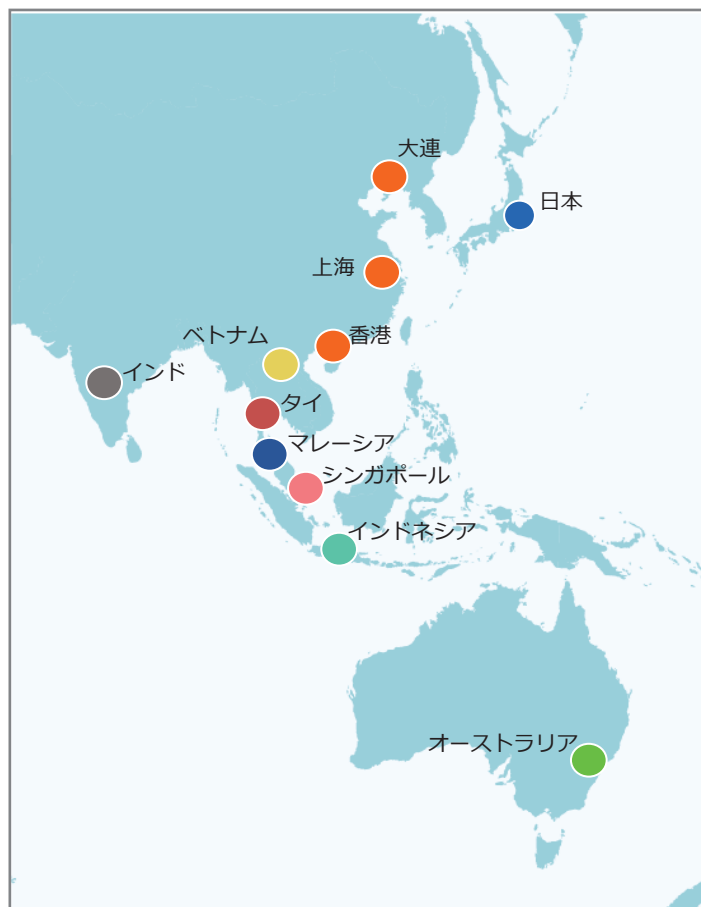 大連
日本
上海
ベトナム
香港
インド
タイ
マレーシア
シンガポール
インドネシア
オーストラリア